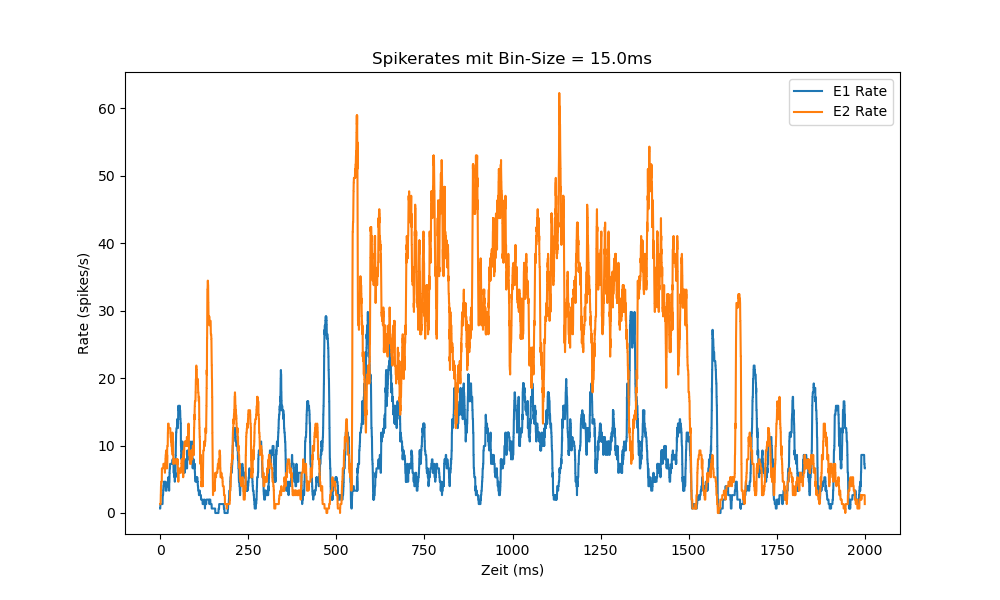 Spikerates mit Bin-Size = 15.0ms
E1 Rate
E2 Rate
Rate (spikes/s)
60
50
40
30
20
10
0
0 250 500 750 1000 1250 1500 1750 2000
Zeit (ms)